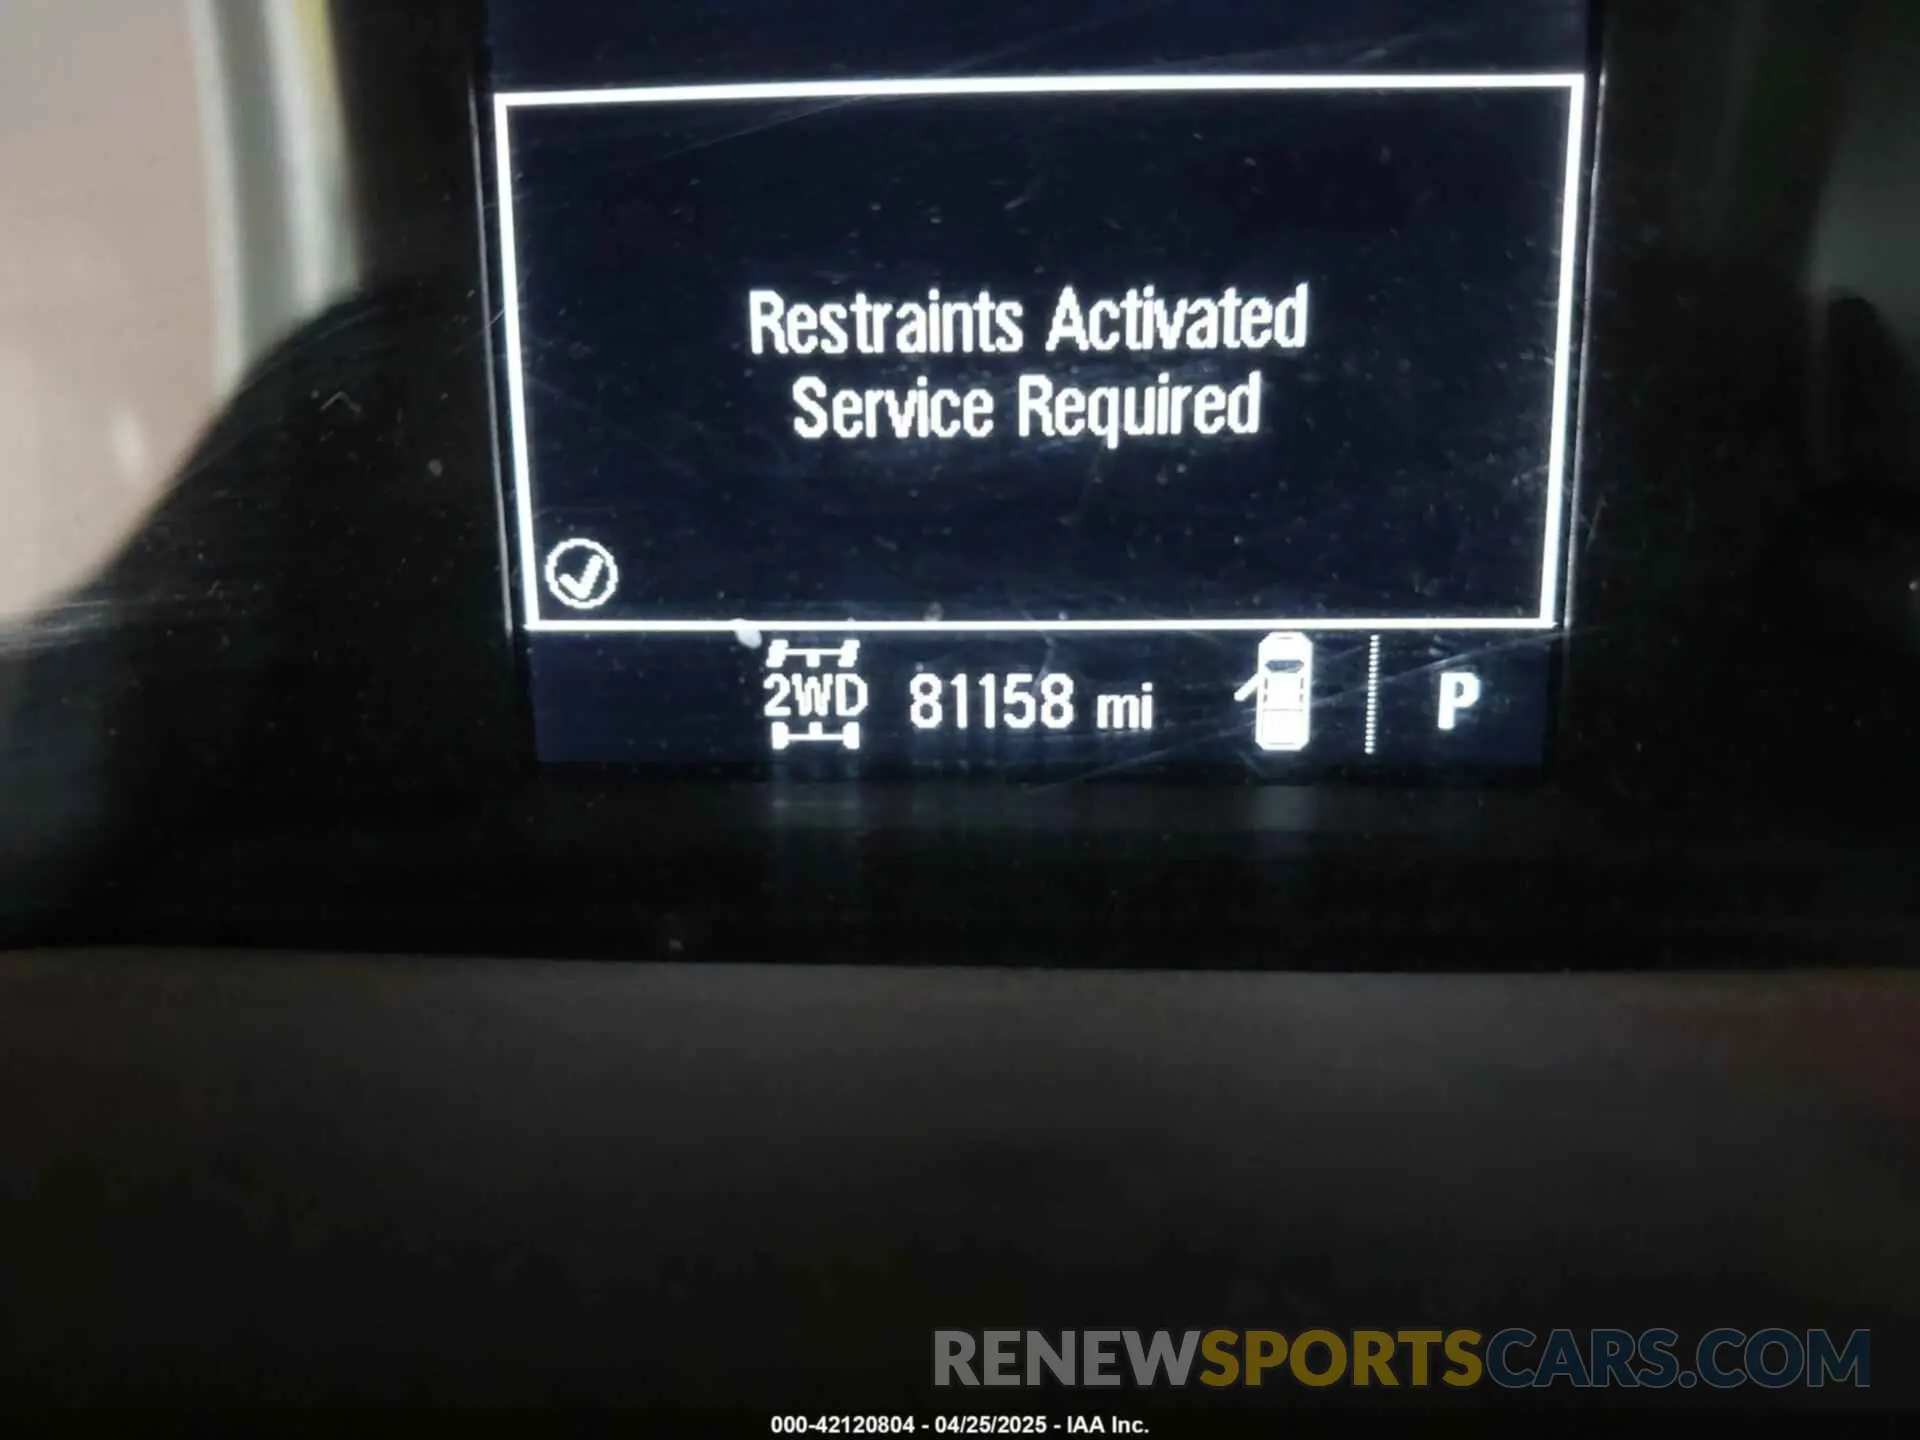 Restraints Activated
Service Required
2WD 81158 mi P
RENEWSPORTSCARS.COM
000-42120804 - 04/25/2025 - IAA Inc.